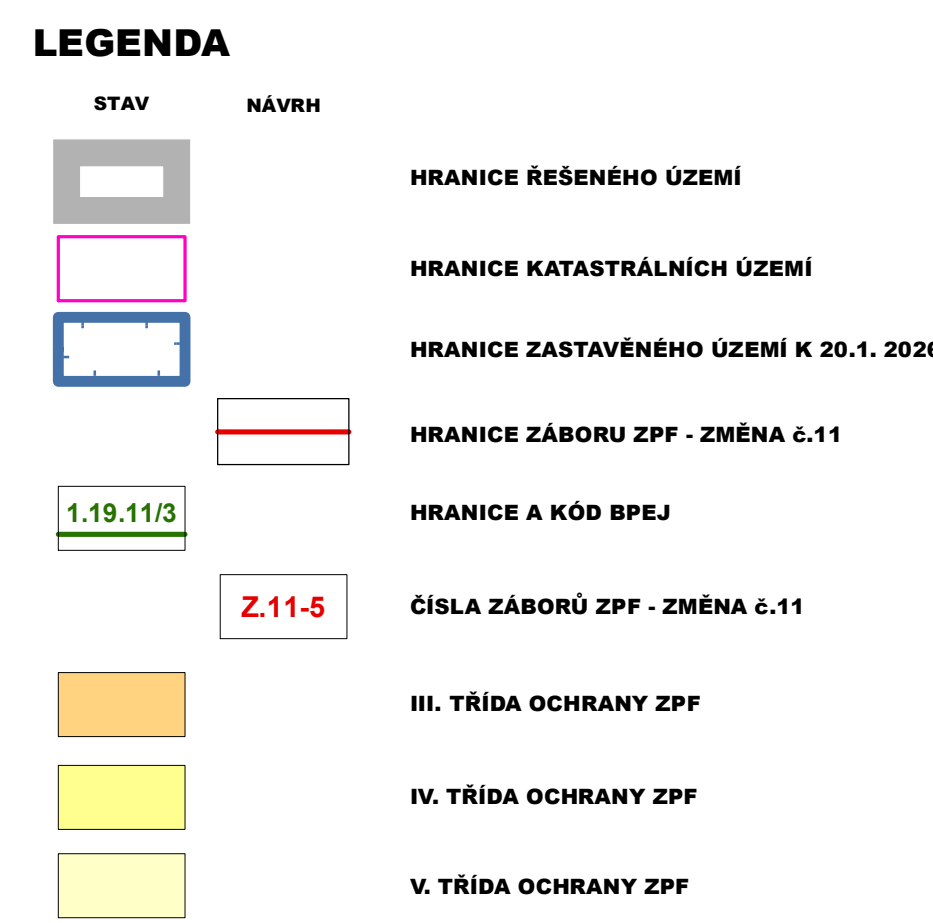 LEGENDA
STAV NÁVRH
HRANICE ŘEŠENÉHO ÚZEMÍ
HRANICE KATASTRÁLNÍCH ÚZEMÍ
HRANICE ZASTAVĚNÉHO ÚZEMÍ K 20.1. 2026
HRANICE ZÁBORU ZPF - ZMĚNA č.11
1.19.11/3 HRANICE A KÓD BPEJ
Z.11-5 ČÍSLA ZÁBORŮ ZPF - ZMĚNA č.11
III. TŘÍDA OCHRANY ZPF
IV. TŘÍDA OCHRANY ZPF
V. TŘÍDA OCHRANY ZPF